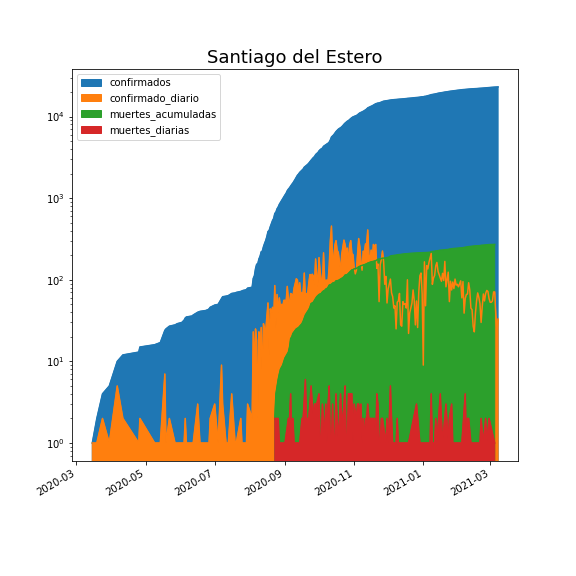 Santiago del Estero
confirmados
confirmado_diario
muertes_acumuladas
muertes_diarias
10⁴
10³
10²
10¹
10⁰
2020-03
2020-05
2020-07
2020-09
2020-11
2021-01
2021-03